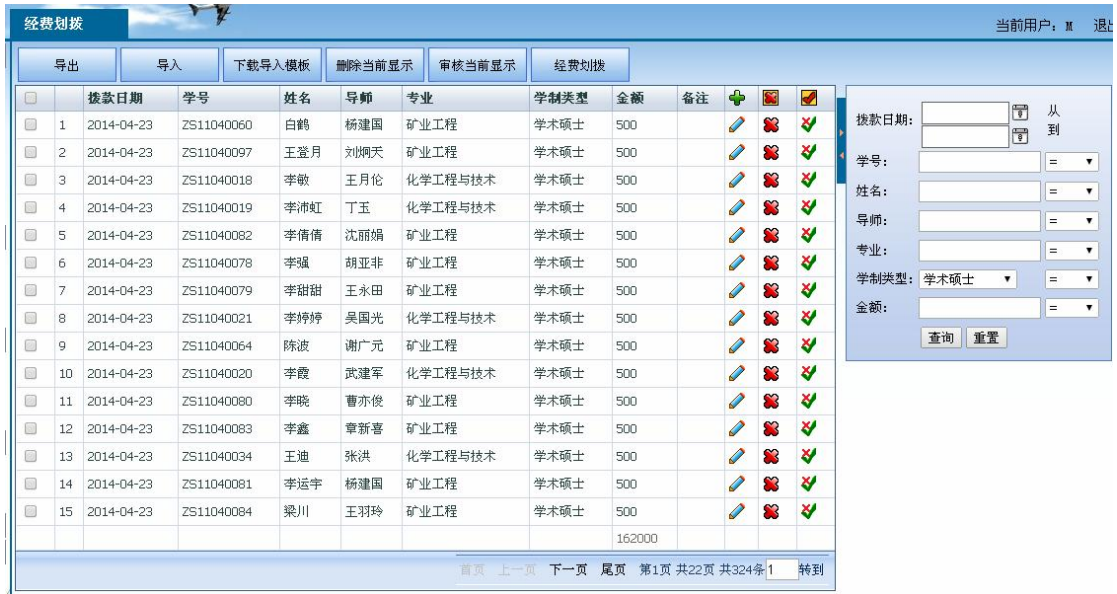 经费划拨
当前用户: M 退出
导出 导入 下载导入模板 删除当前显示 审核当前显示 经费划拨
拨款日期 学号 姓名 导师 专业 学制类型 金额 备注
1 2014-04-23 ZS11040060 白鹤 杨建国 矿业工程 学术硕士 500
2 2014-04-23 ZS11040097 王登月 刘炯天 矿业工程 学术硕士 500
3 2014-04-23 ZS11040018 李敏 王月伦 化学工程与技术 学术硕士 500
4 2014-04-23 ZS11040019 李沛虹 丁玉 化学工程与技术 学术硕士 500
5 2014-04-23 ZS11040082 李倩倩 沈丽娟 矿业工程 学术硕士 500
6 2014-04-23 ZS11040078 李强 胡亚非 矿业工程 学术硕士 500
7 2014-04-23 ZS11040079 李甜甜 王永田 矿业工程 学术硕士 500
8 2014-04-23 ZS11040021 李婷婷 吴国光 化学工程与技术 学术硕士 500
9 2014-04-23 ZS11040064 陈波 谢广元 矿业工程 学术硕士 500
10 2014-04-23 ZS11040020 李霞 武建军 化学工程与技术 学术硕士 500
11 2014-04-23 ZS11040080 李晓 曹亦俊 矿业工程 学术硕士 500
12 2014-04-23 ZS11040083 李鑫 章新喜 矿业工程 学术硕士 500
13 2014-04-23 ZS11040034 王迪 张洪 化学工程与技术 学术硕士 500
14 2014-04-23 ZS11040081 李运宇 杨建国 矿业工程 学术硕士 500
15 2014-04-23 ZS11040084 梁川 王羽玲 矿业工程 学术硕士 500
162000
首页 上一页 下一页 尾页 第1页 共22页 共324条 1 转到
拨款日期: 从
到
学号: =
姓名: =
导师: =
专业: =
学制类型: 学术硕士 =
金额: =
查询 重置